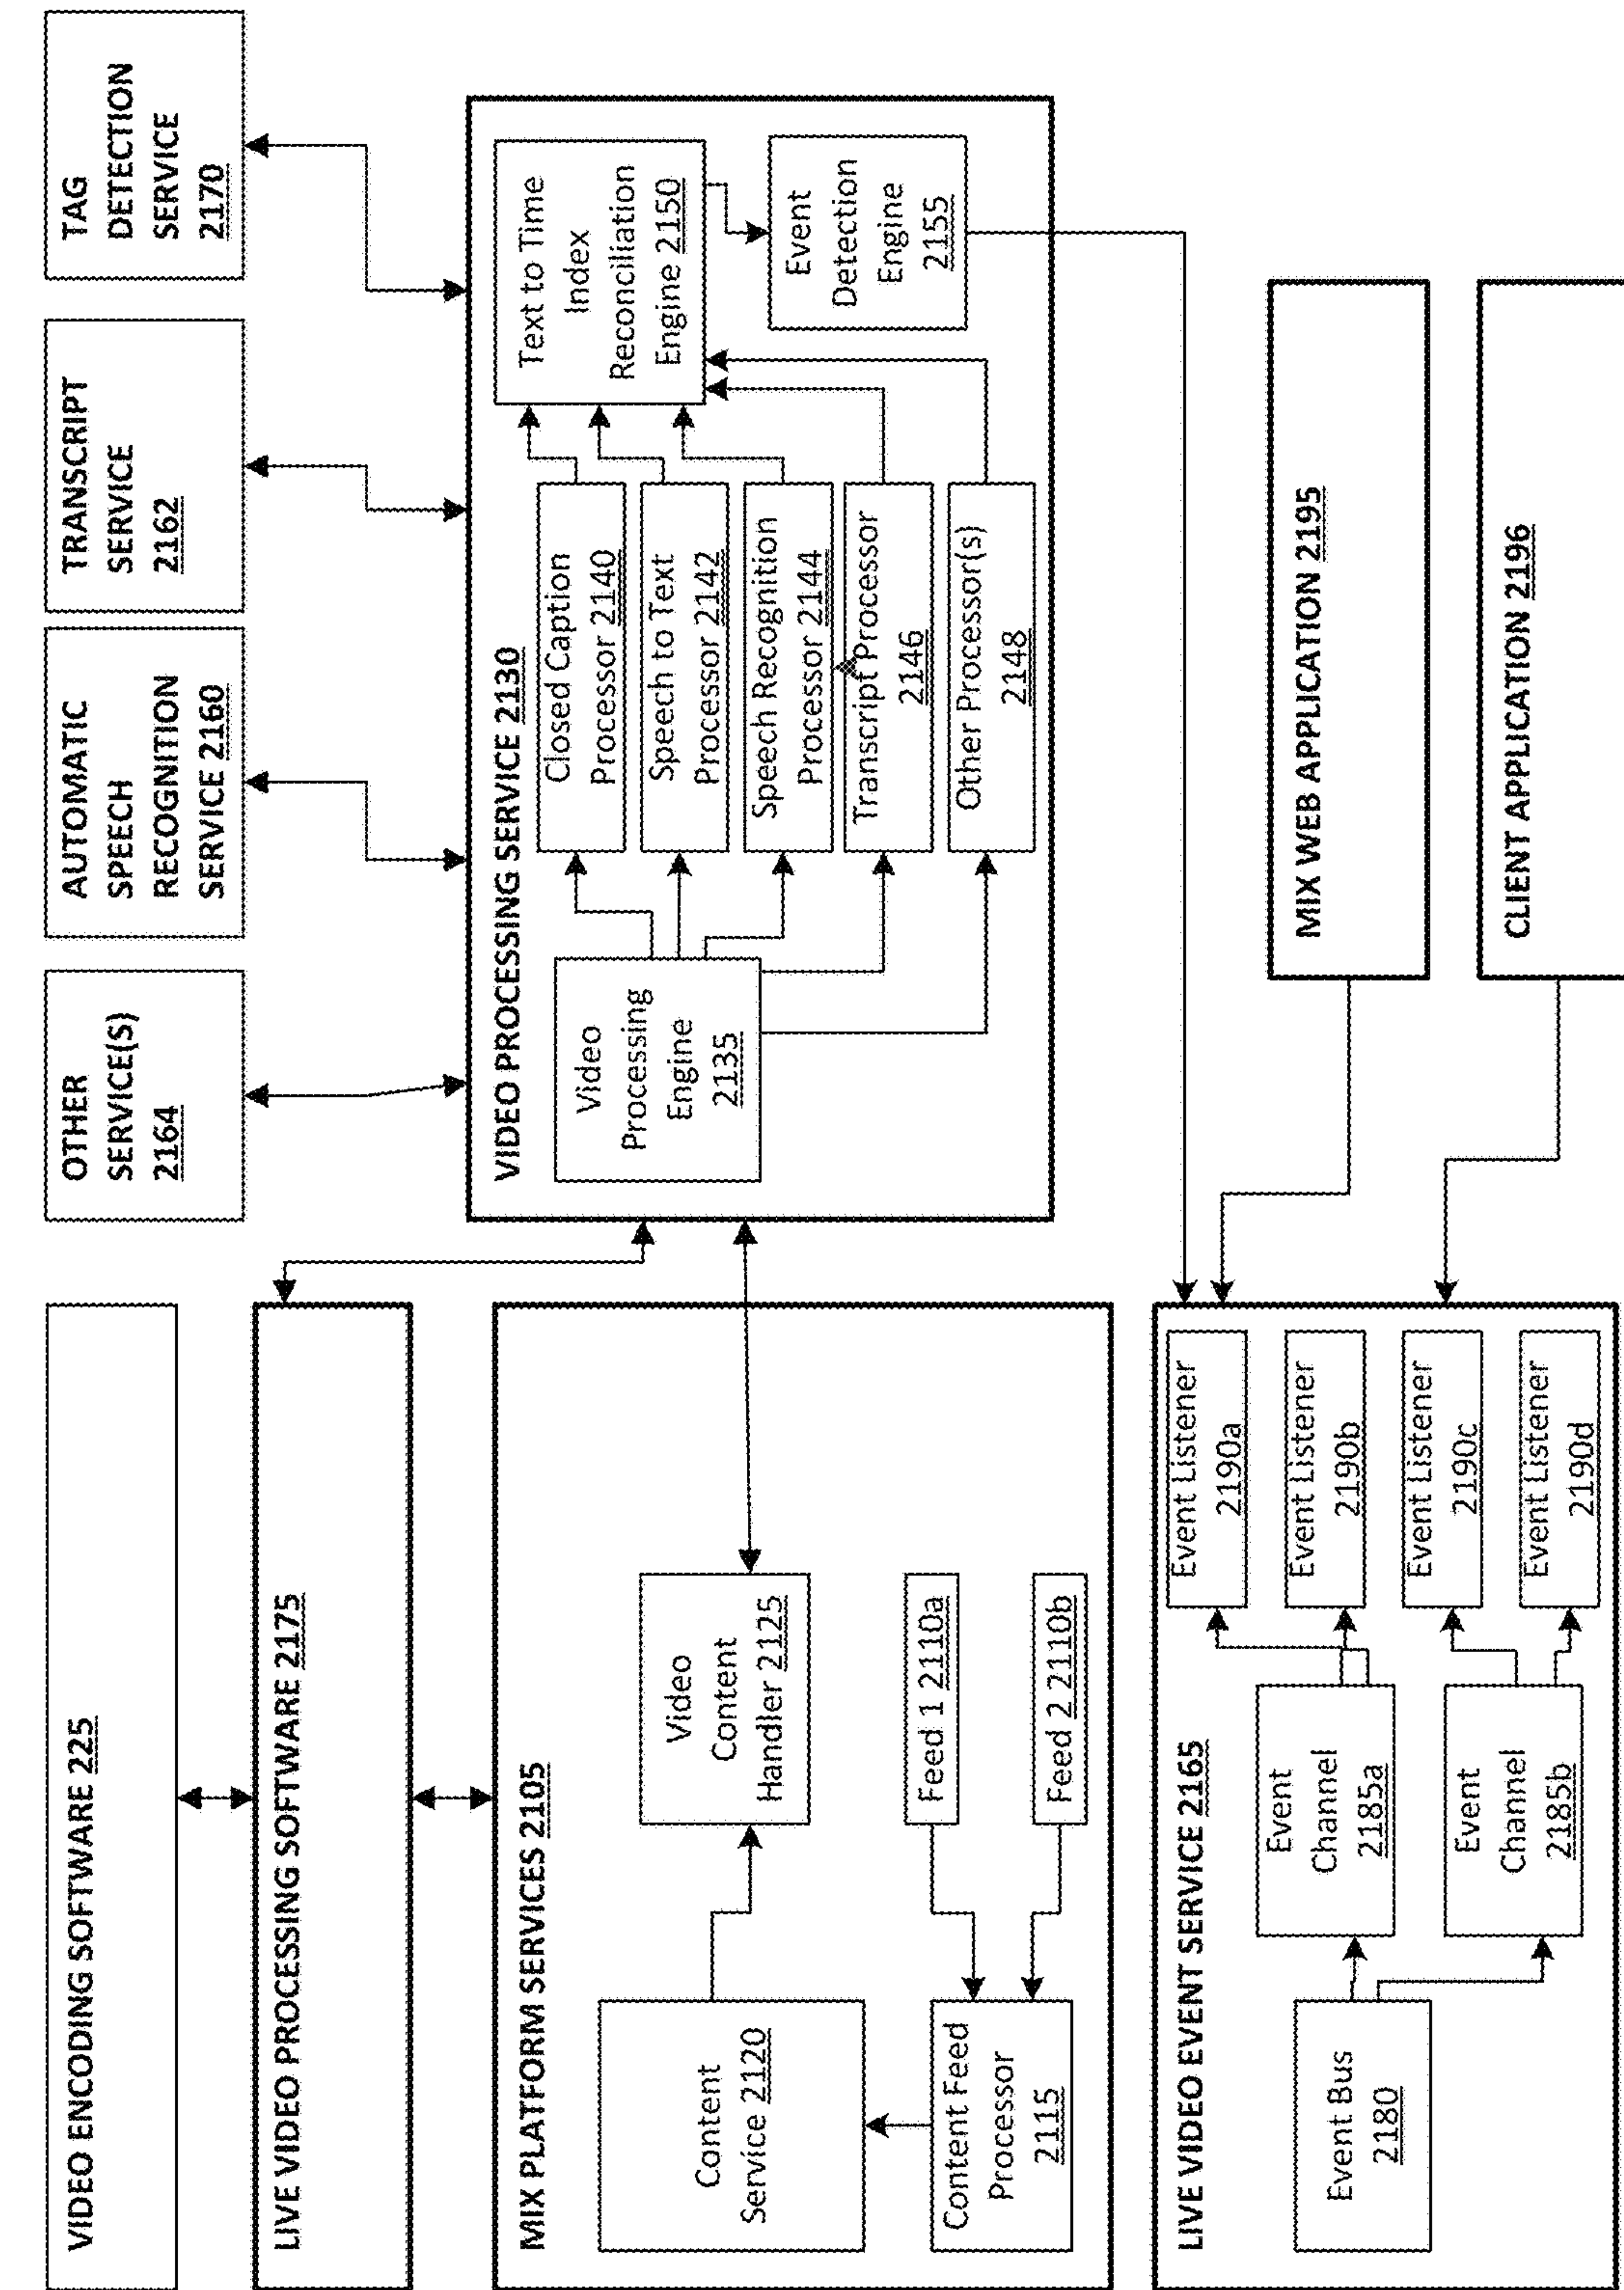 VIDEO ENCODING SOFTWARE 225
LIVE VIDEO PROCESSING SOFTWARE 2175
MIX PLATFORM SERVICES 2105
Content
Service 2120
Video
Content
Handler 2125
Content Feed
Processor
2115
Feed 1 2110a
Feed 2 2110b
LIVE VIDEO EVENT SERVICE 2165
Event Bus
2180
Event
Channel
2185a
Event
Channel
2185b
Event Listener
2190a
Event Listener
2190b
Event Listener
2190c
Event Listener
2190d
OTHER
SERVICE(S)
2164
AUTOMATIC
SPEECH
RECOGNITION
SERVICE 2160
TRANSCRIPT
SERVICE
2162
TAG
DETECTION
SERVICE
2170
VIDEO PROCESSING SERVICE 2130
Video
Processing
Engine
2135
Closed Caption
Processor 2140
Speech to Text
Processor 2142
Speech Recognition
Processor 2144
Transcript Processor
2146
Other Processor(s)
2148
Text to Time
Index
Reconciliation
Engine 2150
Event
Detection
Engine
2155
MIX WEB APPLICATION 2195
CLIENT APPLICATION 2196